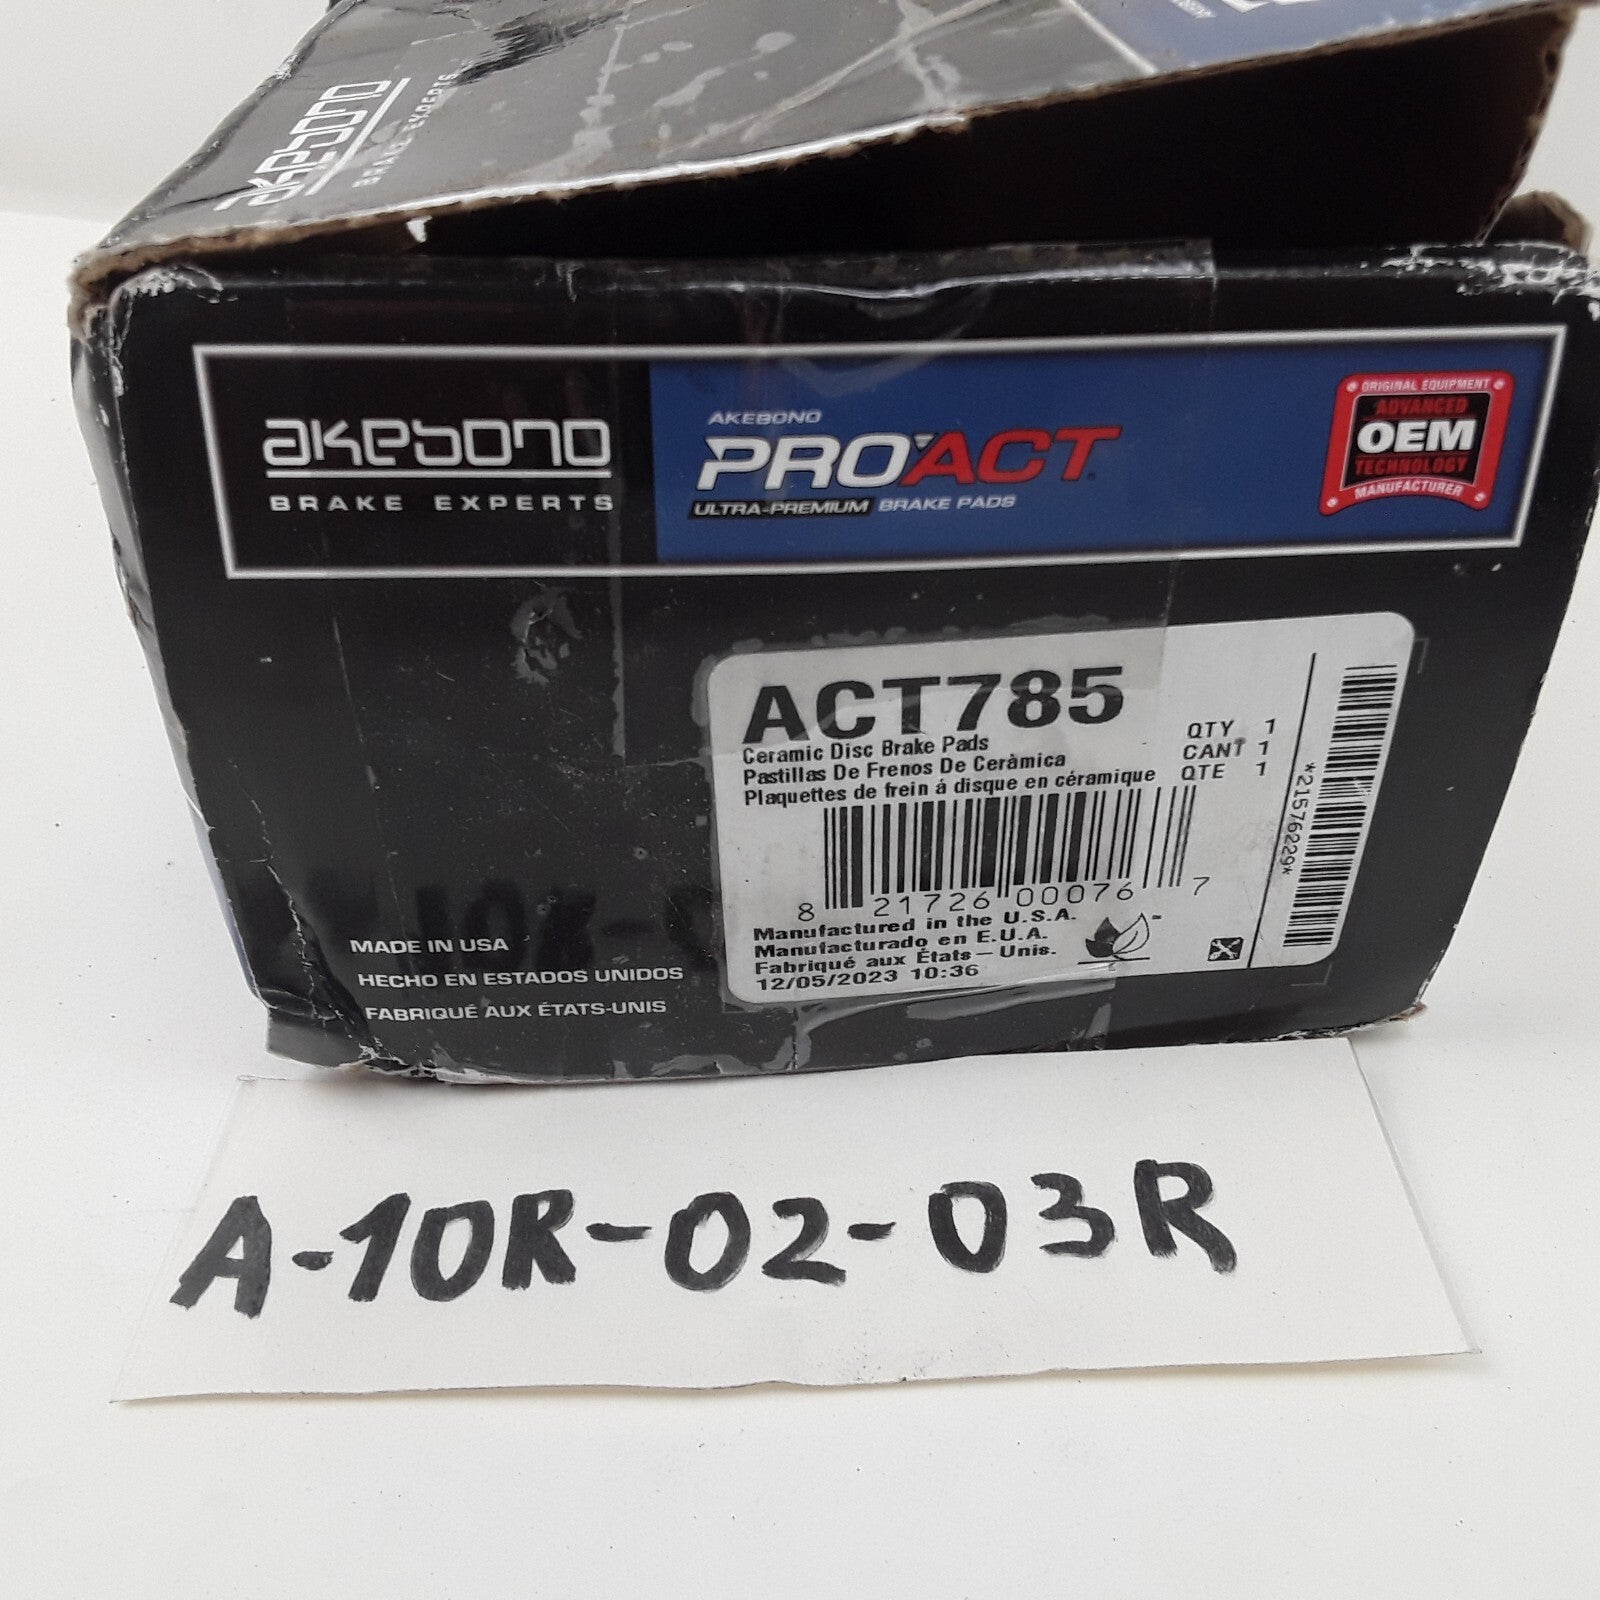 akebono
BRAKE EXPERTS
akebono
BRAKE EXPERTS
AKEBONO
PROACT
ULTRA-PREMIUM BRAKE PADS
ORIGINAL EQUIPMENT
ADVANCED
OEM
TECHNOLOGY
MANUFACTURER
ACT785
Ceramic Disc Brake Pads
Pastillas De Frenos De Ceràmica
Plaquettes de frein á disque en céramique
QTY 1
CANT 1
QTE 1
*21576229*
8 21726 00076 7
Manufactured in the U.S.A.
Manufacturado en E.U.A.
Fabriqué aux États-Unis.
12/05/2023 10:36
MADE IN USA
HECHO EN ESTADOS UNIDOS
FABRIQUÉ AUX ÉTATS-UNIS
A-10R-02-03R